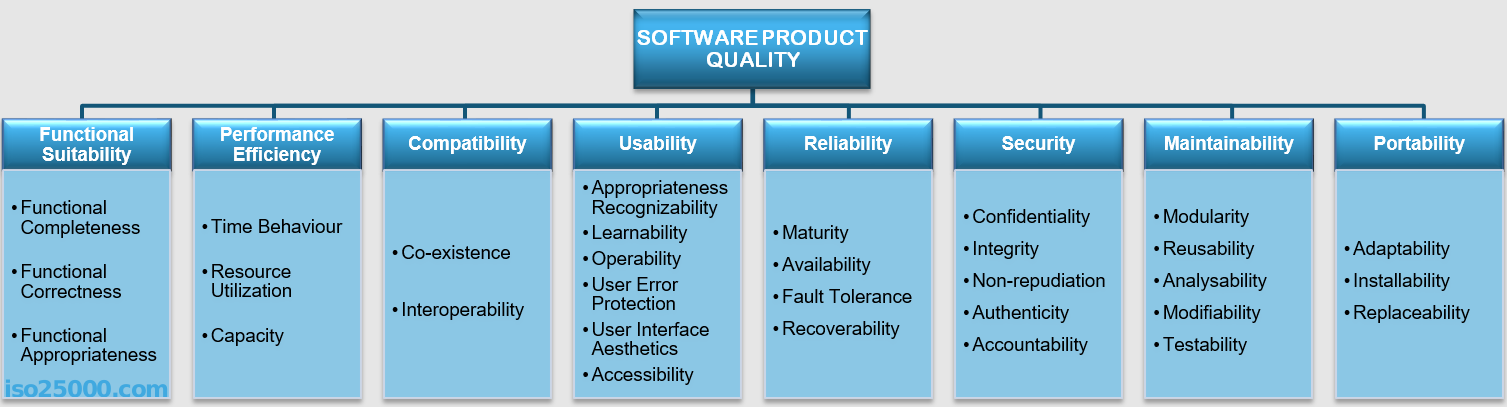 SOFTWARE PRODUCT
QUALITY
Functional
Suitability
• Functional
Completeness
• Functional
Correctness
• Functional
Appropriateness
Performance
Efficiency
• Time Behaviour
• Resource
Utilization
• Capacity
Compatibility
• Co-existence
• Interoperability
Usability
• Appropriateness
Recognizability
• Learnability
• Operability
• User Error
Protection
• User Interface
Aesthetics
• Accessibility
Reliability
• Maturity
• Availability
• Fault Tolerance
• Recoverability
Security
• Confidentiality
• Integrity
• Non-repudiation
• Authenticity
• Accountability
Maintainability
• Modularity
• Reusability
• Analysability
• Modifiability
• Testability
Portability
• Adaptability
• Installability
• Replaceability
iso25000.com